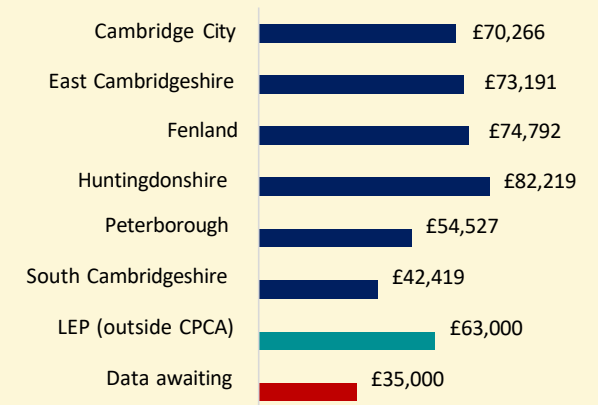 Cambridge City £70,266
East Cambridgeshire £73,191
Fenland £74,792
Huntingdonshire £82,219
Peterborough £54,527
South Cambridgeshire £42,419
LEP (outside CPCA) £63,000
Data awaiting £35,000